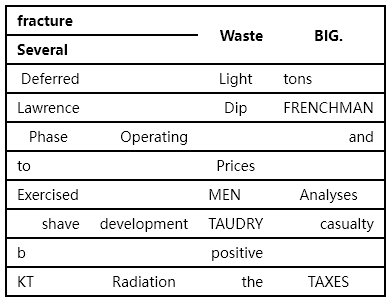 fracture Waste BIG.
Several
Deferred Light tons
Lawrence Dip FRENCHMAN
Phase Operating and
to Prices
Exercised MEN Analyses
shave development TAUDRY casualty
b positive
KT Radiation the TAXES